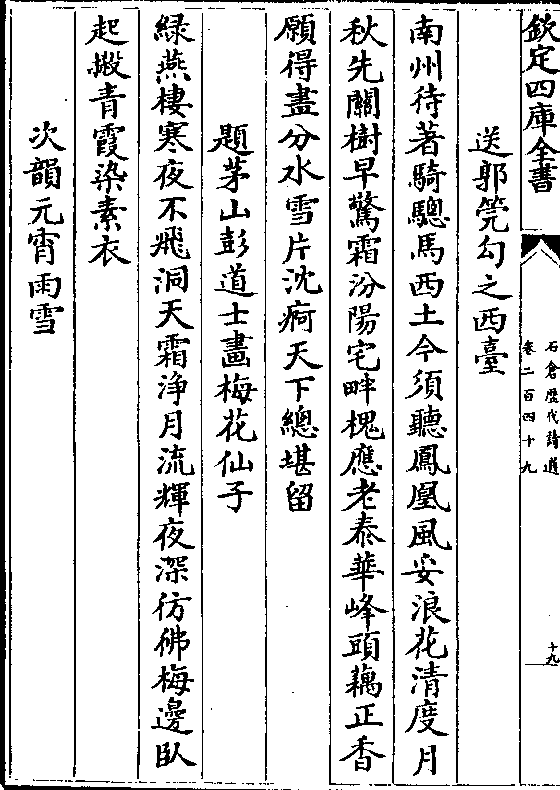 欽定四庫全書
石倉歷代詩選
卷二百四十九
十九
送郭筦勾之西臺
南州待著騎驄馬西土今須聽鳳凰風妥浪花清度月
秋先關樹早驚霜汾陽宅畔槐應老泰華峰頭藕正香
願得盡分水雪片沈痾天下總堪留
題茅山彭道士畫梅花仙子
緑燕棲寒夜不飛洞天霜淨月流輝夜深彷彿梅邊臥
起搬青霞染素衣
次韻元宵雨雪